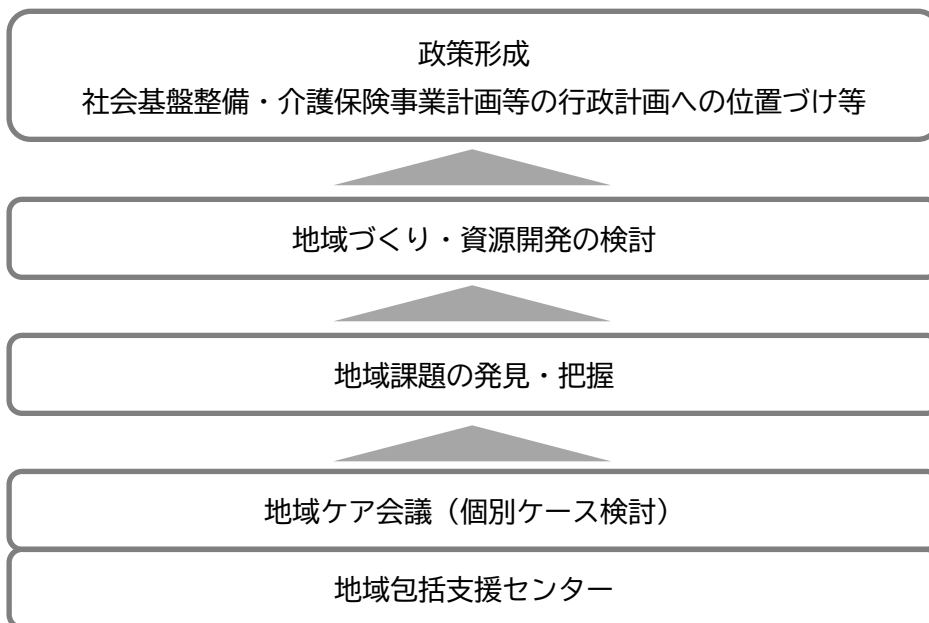 政策形成
社会基盤整備・介護保険事業計画等の行政計画への位置づけ等
地域づくり・資源開発の検討
地域課題の発見・把握
地域ケア会議（個別ケース検討）
地域包括支援センター